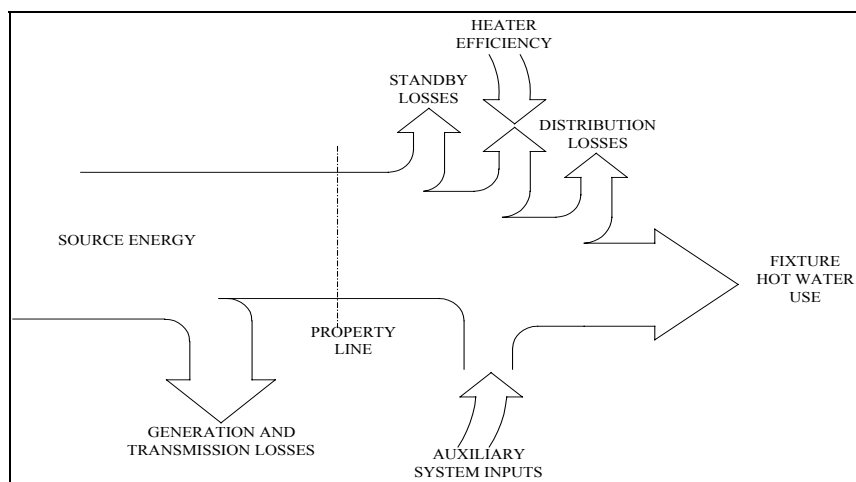 HEATER
EFFICIENCY
STANDBY
LOSSES
DISTRIBUTION
LOSSES
SOURCE ENERGY
FIXTURE
HOT WATER
USE
PROPERTY
LINE
GENERATION AND
TRANSMISSION LOSSES
AUXILIARY
SYSTEM INPUTS